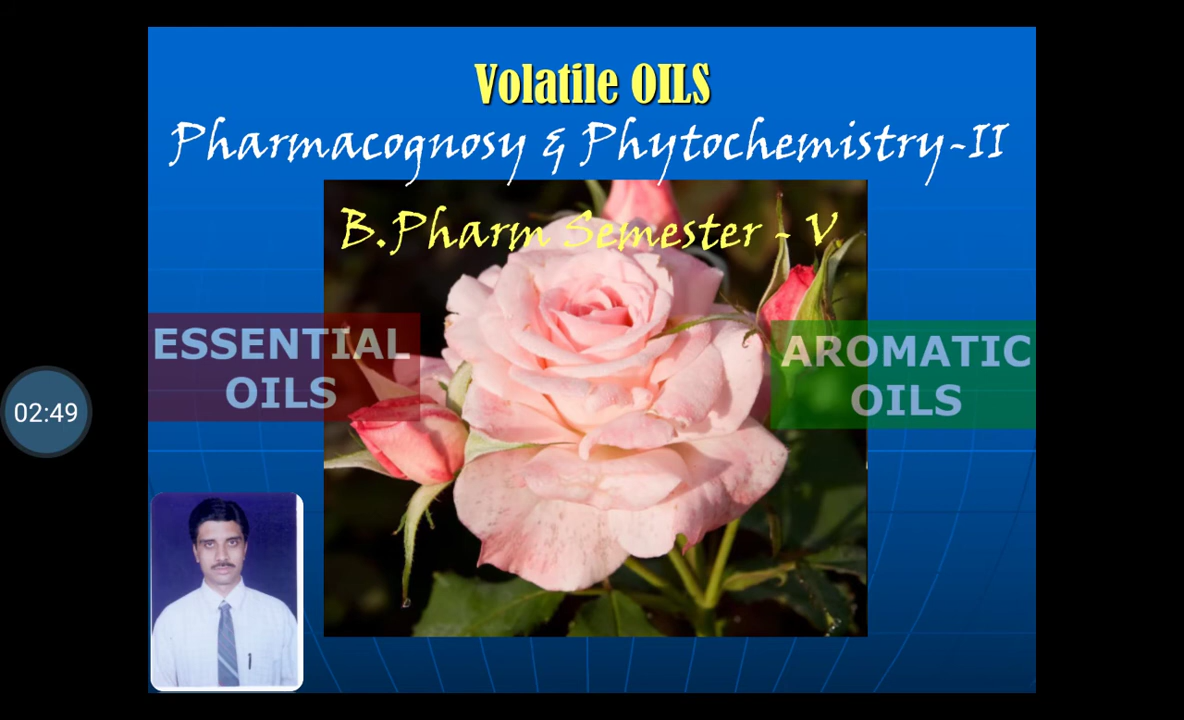 Volatile OILS
Pharmacognosy & Phytochemistry-II
B.Pharm Semester - V
ESSENTIAL
OILS
AROMATIC
OILS
02:49